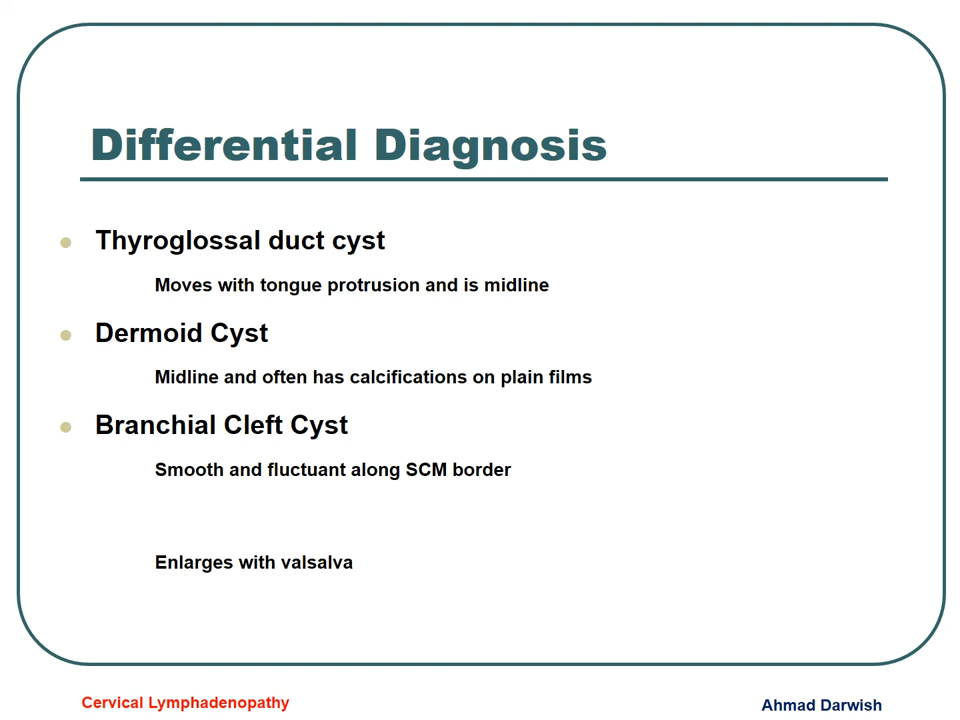 Differential Diagnosis
Thyroglossal duct cyst
Moves with tongue protrusion and is midline
Dermoid Cyst
Midline and often has calcifications on plain films
Branchial Cleft Cyst
Smooth and fluctuant along SCM border
Enlarges with valsalva
Cervical Lymphadenopathy
Ahmad Darwish